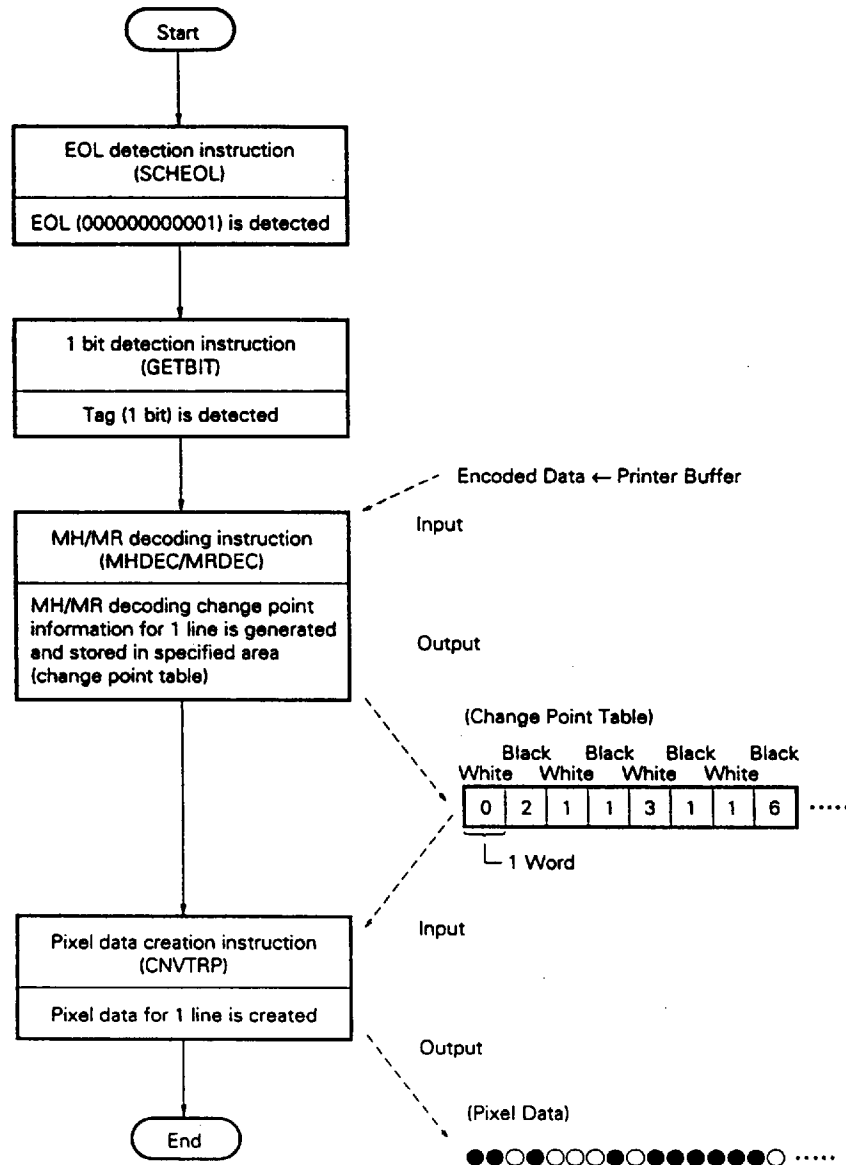 Start
EOL detection instruction
(SCHEOL)
EOL (000000000001) is detected
1 bit detection instruction
(GETBIT)
Tag (1 bit) is detected
Encoded Data ← Printer Buffer
Input
MH/MR decoding instruction
(MHDEC/MRDEC)
MH/MR decoding change point
information for 1 line is generated
and stored in specified area
(change point table)
Output
(Change Point Table)
Black Black Black Black
White White White White
0 2 1 1 3 1 1 6 .....
1 Word
Input
Pixel data creation instruction
(CNVTRP)
Pixel data for 1 line is created
Output
(Pixel Data)
●●○●○○○●○●●●●●●○ .....
End